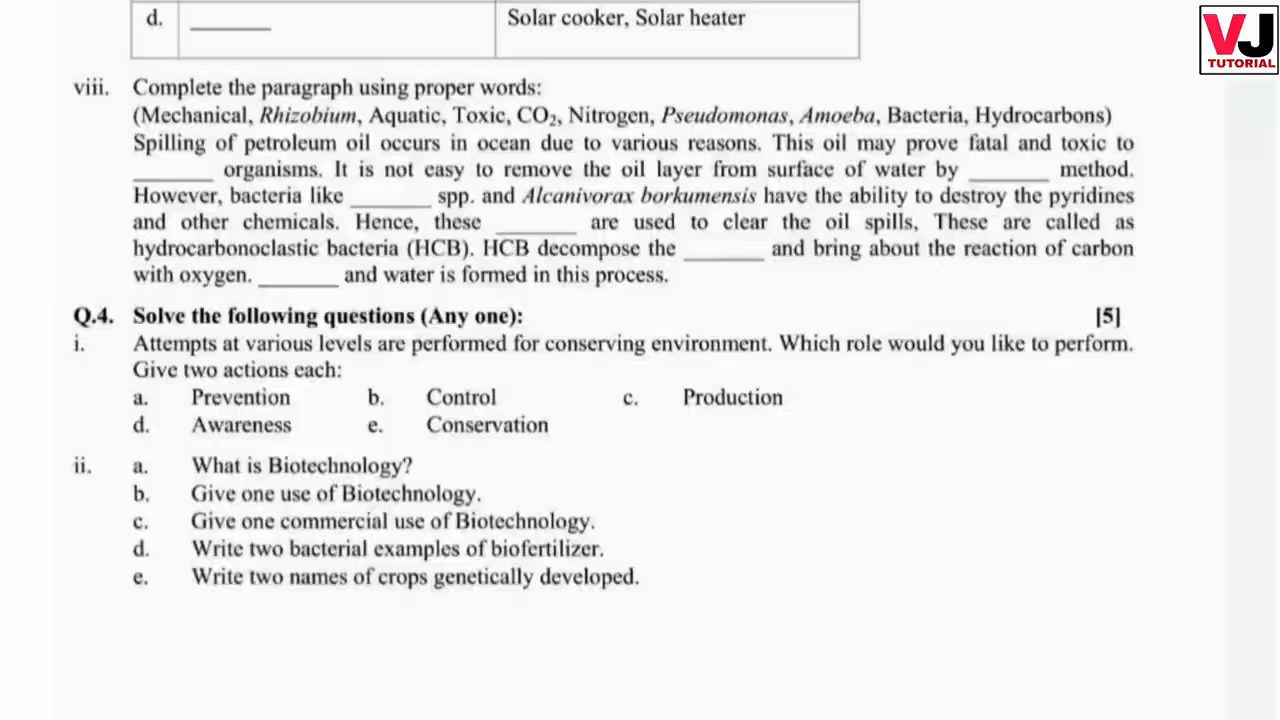 d. ________ Solar cooker, Solar heater
VJ
TUTORIAL
viii. Complete the paragraph using proper words:
(Mechanical, Rhizobium, Aquatic, Toxic, CO₂, Nitrogen, Pseudomonas, Amoeba, Bacteria, Hydrocarbons)
Spilling of petroleum oil occurs in ocean due to various reasons. This oil may prove fatal and toxic to
________ organisms. It is not easy to remove the oil layer from surface of water by ________ method.
However, bacteria like ________ spp. and Alcanivorax borkumensis have the ability to destroy the pyridines
and other chemicals. Hence, these ________ are used to clear the oil spills, These are called as
hydrocarbonoclastic bacteria (HCB). HCB decompose the ________ and bring about the reaction of carbon
with oxygen. ________ and water is formed in this process.
Q.4. Solve the following questions (Any one): [5]
i. Attempts at various levels are performed for conserving environment. Which role would you like to perform.
Give two actions each:
a. Prevention b. Control c. Production
d. Awareness e. Conservation
ii. a. What is Biotechnology?
b. Give one use of Biotechnology.
c. Give one commercial use of Biotechnology.
d. Write two bacterial examples of biofertilizer.
e. Write two names of crops genetically developed.